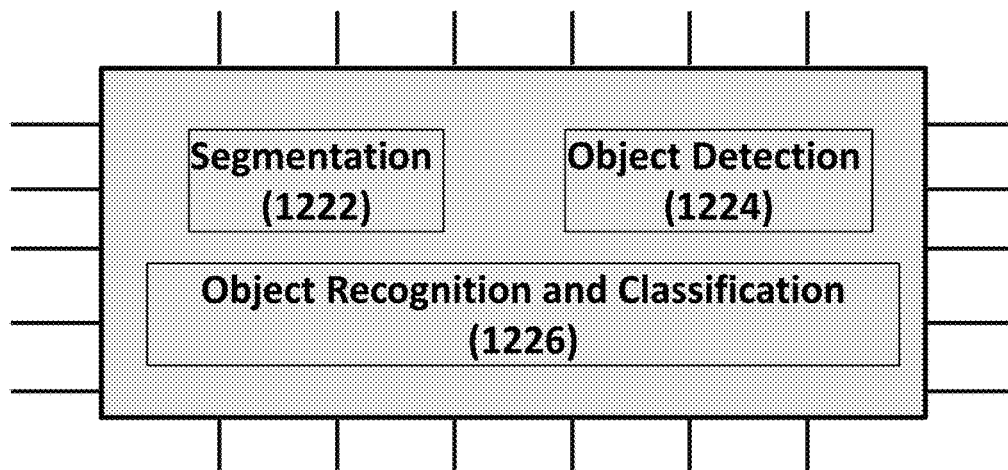 Segmentation
(1222)
Object Detection
(1224)
Object Recognition and Classification
(1226)